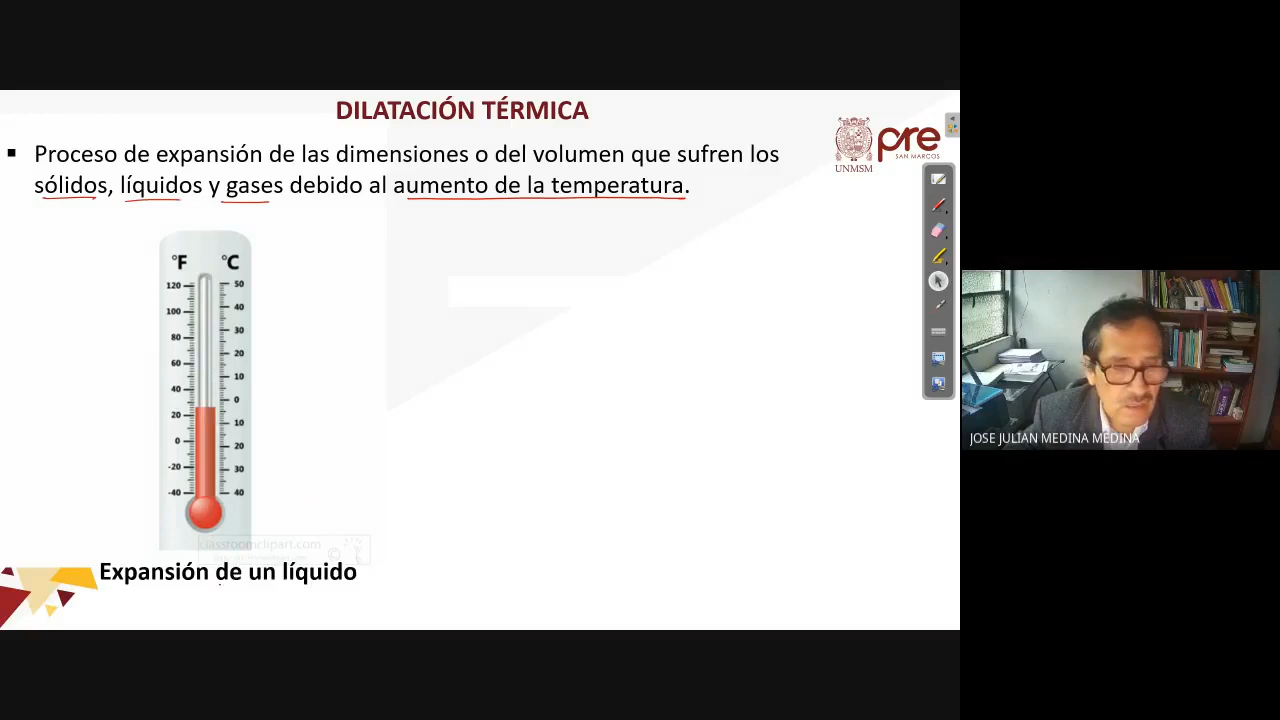 DILATACIÓN TÉRMICA
▪ Proceso de expansión de las dimensiones o del volumen que sufren los
sólidos, líquidos y gases debido al aumento de la temperatura.
pre
SAN MARCOS
UNMSM
°F °C
120 50
100 40
80 30
60 20
40 10
20 0
0 10
-20 20
-40 30
40
classroomclipart.com
©
Expansión de un líquido
JOSE JULIAN MEDINA MEDINA